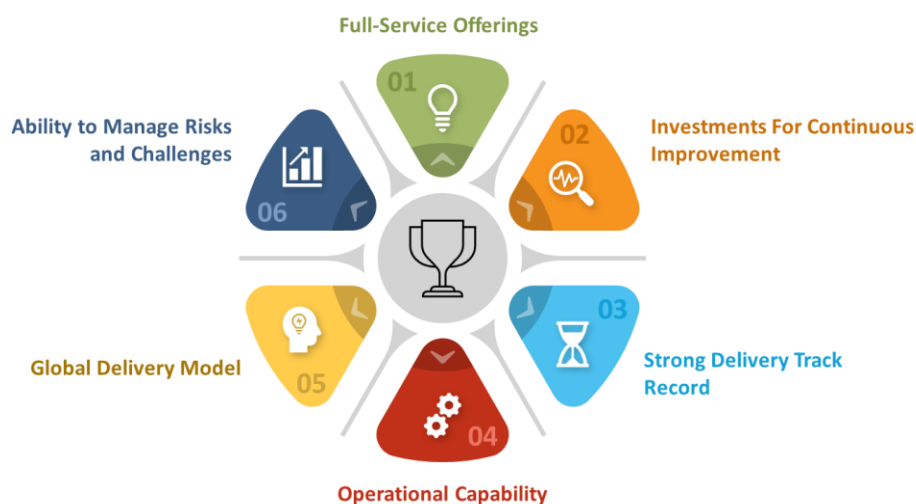 Full-Service Offerings
01
Investments For Continuous
Improvement
02
03
Strong Delivery Track
Record
04
Operational Capability
05
Global Delivery Model
Ability to Manage Risks
and Challenges
06